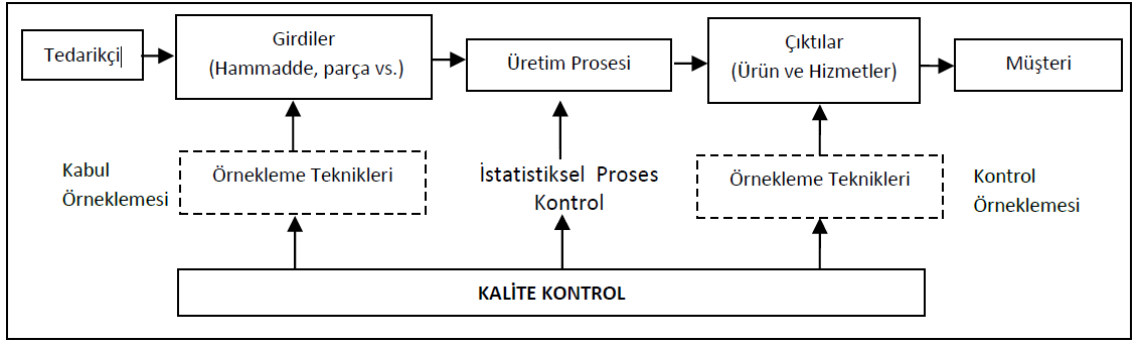 Tedarikçi
Girdiler
(Hammadde, parça vs.)
Üretim Prosesi
Çıktılar
(Ürün ve Hizmetler)
Müşteri
Kabul
Örneklemesi
Örnekleme Teknikleri
İstatistiksel Proses
Kontrol
Örnekleme Teknikleri
Kontrol
Örneklemesi
KALİTE KONTROL